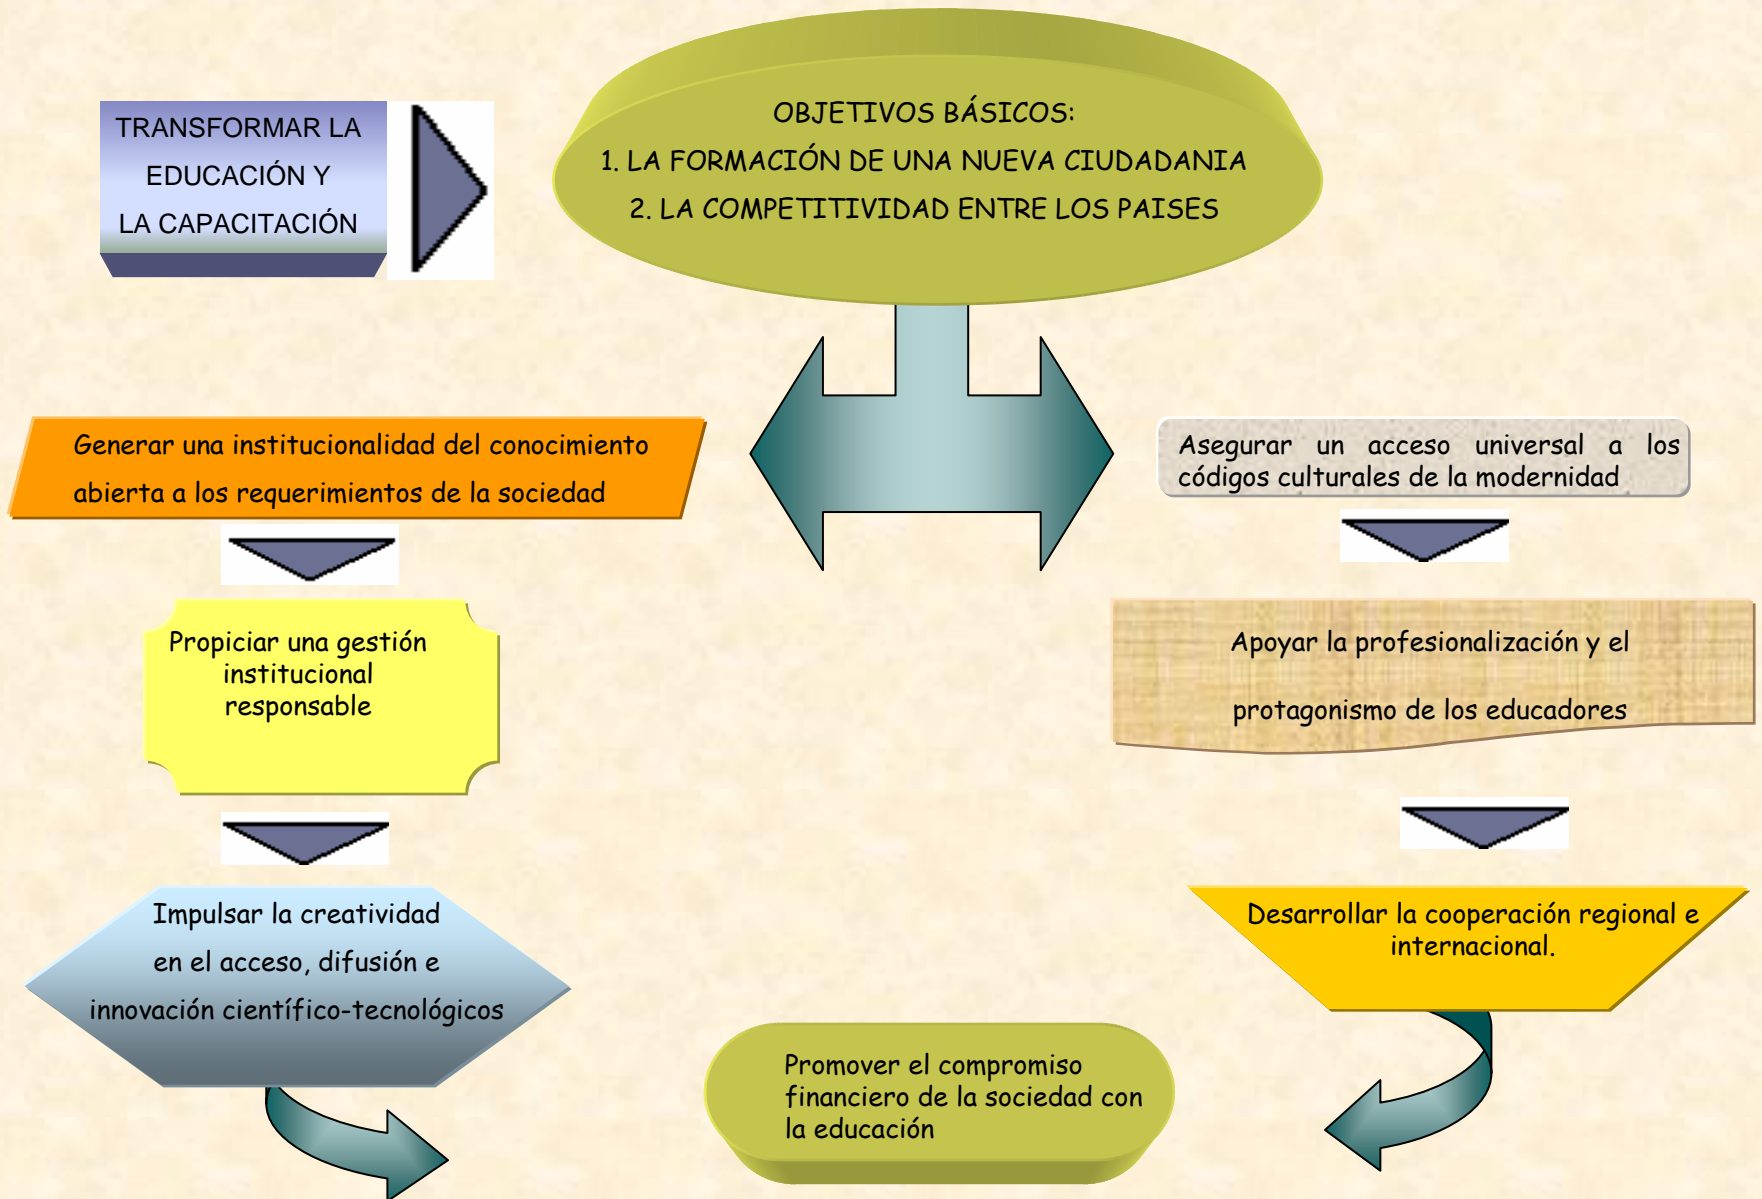 TRANSFORMAR LA
EDUCACIÓN Y
LA CAPACITACIÓN
OBJETIVOS BÁSICOS:
1. LA FORMACIÓN DE UNA NUEVA CIUDADANIA
2. LA COMPETITIVIDAD ENTRE LOS PAISES
Generar una institucionalidad del conocimiento
abierta a los requerimientos de la sociedad
Asegurar un acceso universal a los
códigos culturales de la modernidad
Propiciar una gestión
institucional
responsable
Apoyar la profesionalización y el
protagonismo de los educadores
Impulsar la creatividad
en el acceso, difusión e
innovación científico-tecnológicos
Desarrollar la cooperación regional e
internacional.
Promover el compromiso
financiero de la sociedad con
la educación